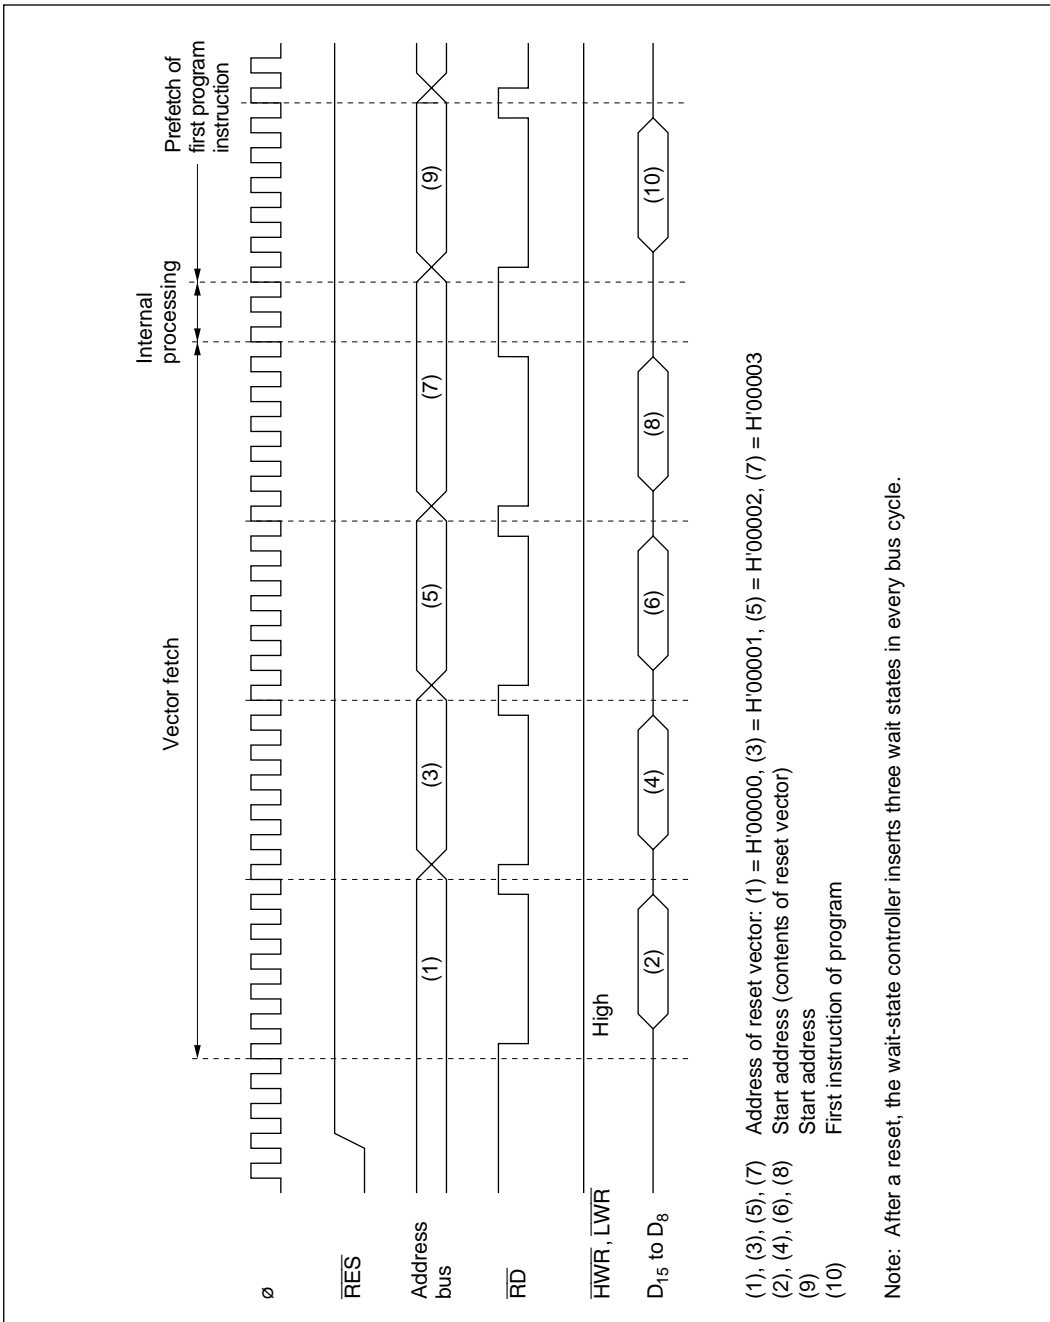 Vector fetch
Internal
processing
Prefetch of
first program
instruction
ø
RES
Address
bus
(1)
(3)
(5)
(7)
(9)
RD
HWR, LWR
High
D15 to D8
(2)
(4)
(6)
(8)
(10)
(1), (3), (5), (7) Address of reset vector: (1) = H'00000, (3) = H'00001, (5) = H'00002, (7) = H'00003
(2), (4), (6), (8) Start address (contents of reset vector)
(9) Start address
(10) First instruction of program
Note: After a reset, the wait-state controller inserts three wait states in every bus cycle.